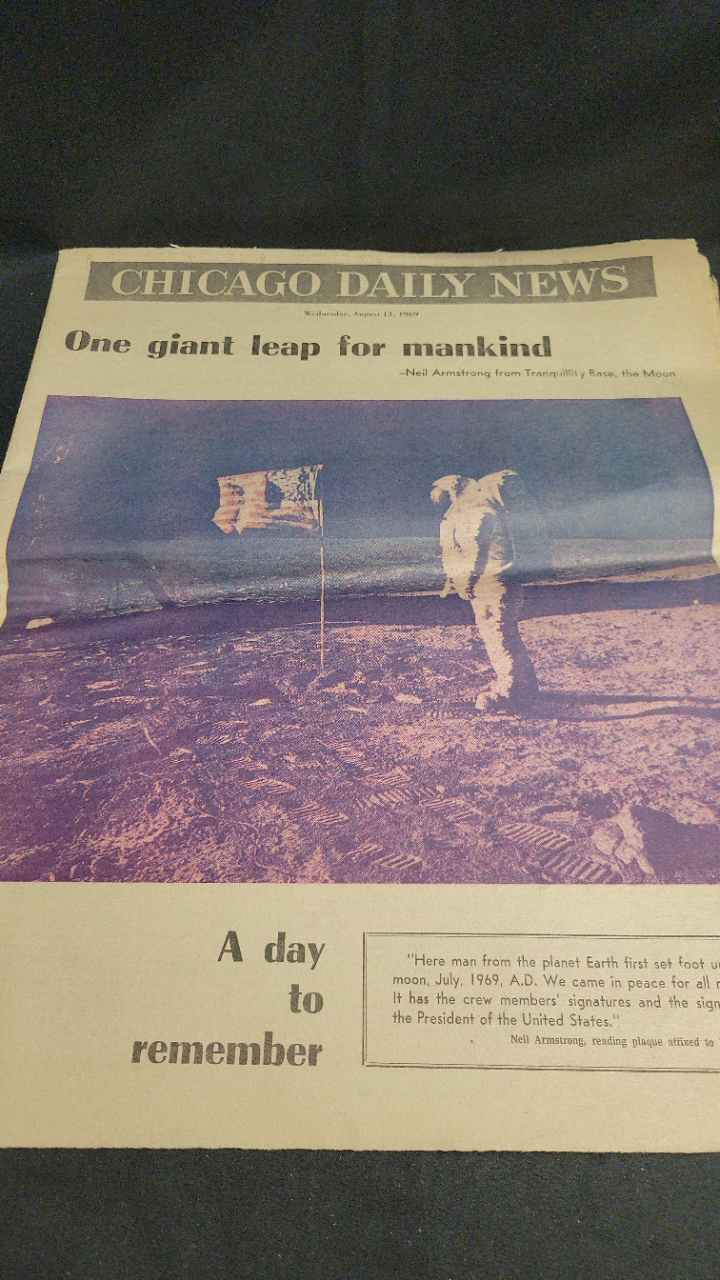 CHICAGO DAILY NEWS
Wednesday, August 13, 1969
One giant leap for mankind
—Neil Armstrong from Tranquillity Base, the Moon
A day
to
remember
"Here man from the planet Earth first set foot
moon, July, 1969, A.D. We came in peace for all
It has the crew members' signatures and the
the President of the United States."
Neil Armstrong, reading plaque affixed to